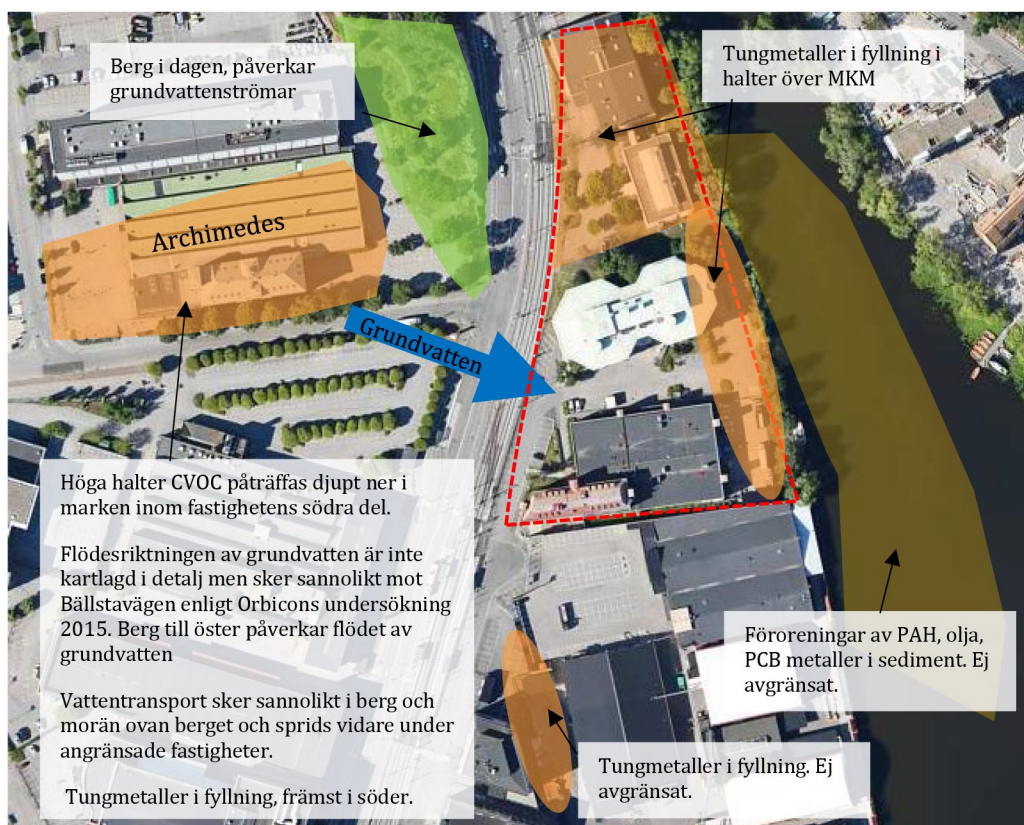 Berg i dagen, påverkar
grundvattenströmar
Tungmetaller i fyllning i
halter över MKM
Archimedes
Grundvatten
Höga halter CVOC påträffas djupt ner i
marken inom fastighetens södra del.
Flödesriktningen av grundvatten är inte
kartlagd i detalj men sker sannolikt mot
Bällstavägen enligt Orbicons undersökning
2015. Berg till öster påverkar flödet av
grundvatten
Vattentransport sker sannolikt i berg och
morän ovan berget och sprids vidare under
angränsade fastigheter.
Tungmetaller i fyllning, främst i söder.
Föroreningar av PAH, olja,
PCB metaller i sediment. Ej
avgränsat.
Tungmetaller i fyllning. Ej
avgränsat.